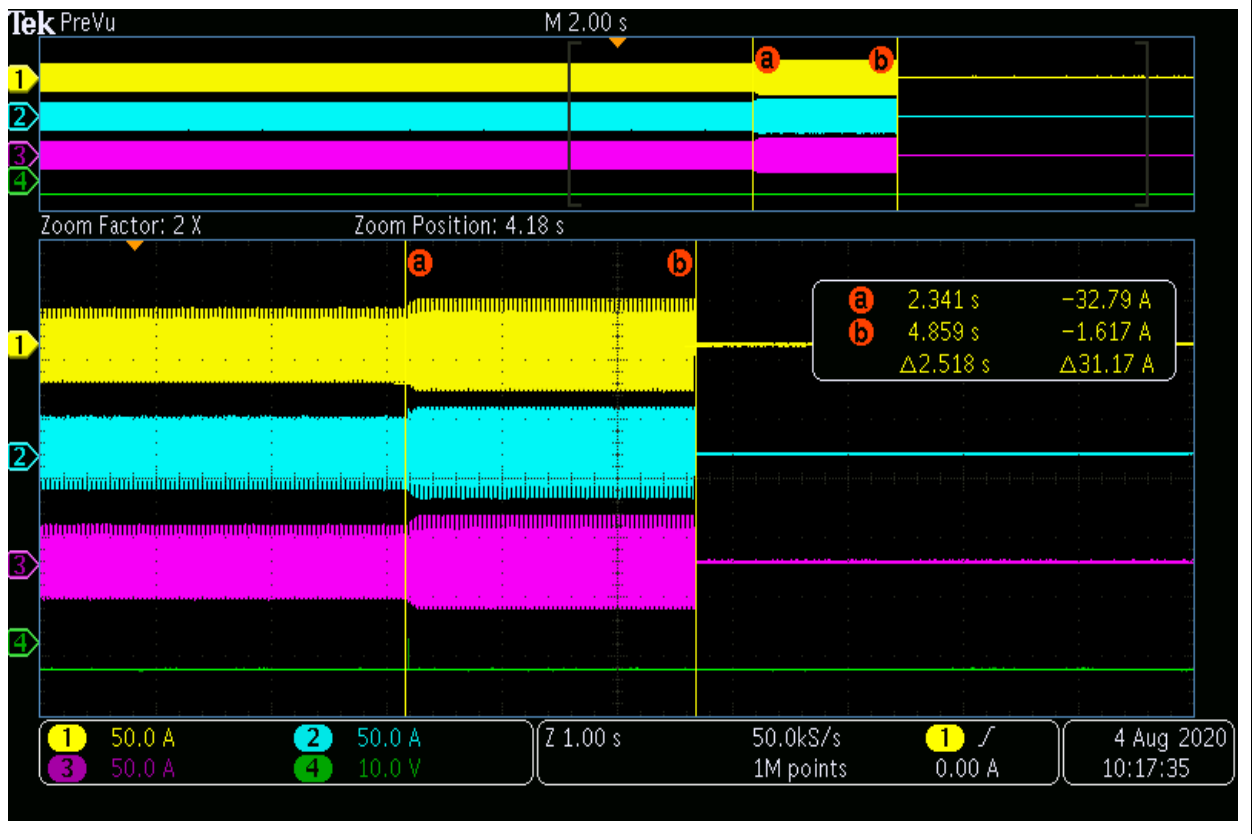 Tek PreVu M 2.00 s
a b
1
2
3
4
Zoom Factor: 2 X Zoom Position: 4.18 s
a b
a 2.341 s -32.79 A
1
b 4.859 s -1.617 A
Δ2.518 s Δ31.17 A
2
3
4
1 50.0 A 2 50.0 A Z 1.00 s 50.0kS/s 1 4 Aug 2020
3 50.0 A 4 10.0 V 1M points 0.00 A 10:17:35